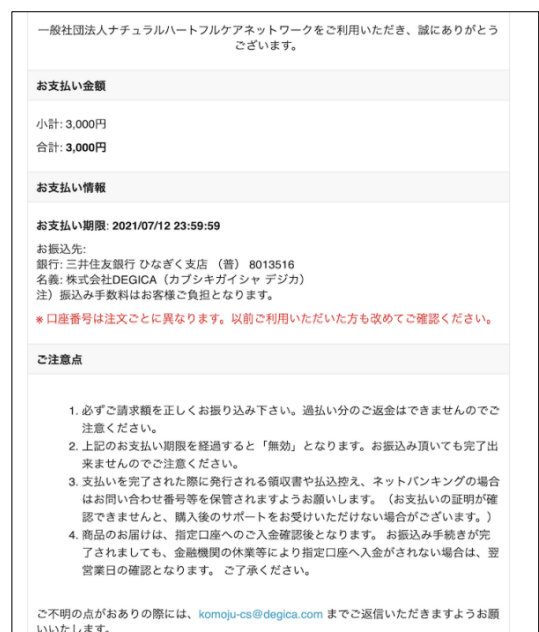 一般社団法人ナチュラルハートフルケアネットワークをご利用いただき、誠にありがとう
ございます。
お支払い金額
小計: 3,000円
合計: 3,000円
お支払い情報
お支払い期限: 2021/07/12 23:59:59
お振込先:
銀行: 三井住友銀行 ひなぎく支店 （普） 8013516
名義: 株式会社DEGICA（カブシキガイシャ デジカ）
注）振込み手数料はお客様ご負担となります。
※口座番号は注文ごとに異なります。以前ご利用いただいた方も改めてご確認ください。
ご注意点
1. 必ずご請求額を正しくお振り込み下さい。過払い分のご返金はできませんのでご
注意ください。
2. 上記のお支払い期限を経過すると「無効」となります。お振込み頂いても完了出
来ませんのでご注意ください。
3. 支払いを完了された際に発行される領収書や払込控え、ネットバンキングの場合
はお問い合わせ番号等を保管されますようお願いします。（お支払いの証明が確
認できませんと、購入後のサポートをお受けいただけない場合がございます。）
4. 商品のお届けは、指定口座へのご入金確認後となります。 お振込み手続きが完
了されましても、金融機関の休業等により指定口座へ入金がされない場合は、翌
営業日の確認となります。 ご了承ください。
ご不明の点がおありの際には、komoju-cs@degica.com までご返信いただきますようお願
いいたします。